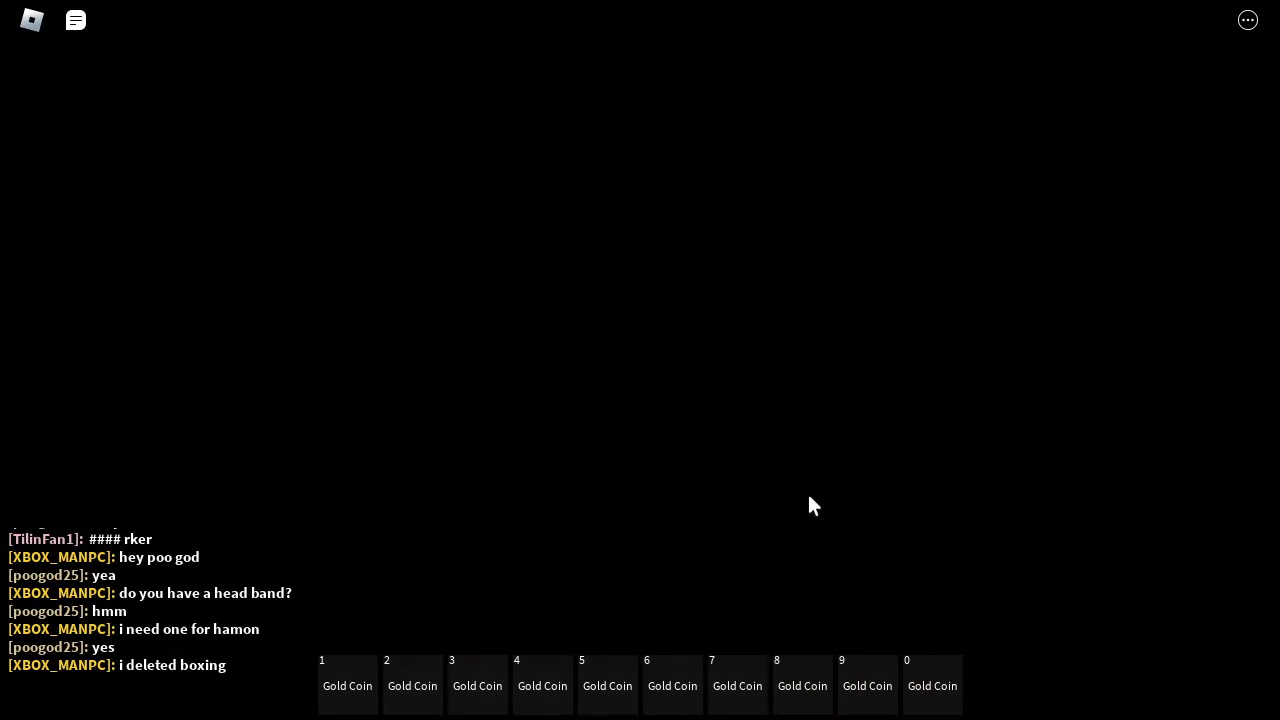 [TilinFan1]: #### rker
[XBOX_MANPC]: hey poo god
[poogod25]: yea
[XBOX_MANPC]: do you have a head band?
[poogod25]: hmm
[XBOX_MANPC]: i need one for hamon
[poogod25]: yes
[XBOX_MANPC]: i deleted boxing
1 2 3 4 5 6 7 8 9 0
Gold Coin Gold Coin Gold Coin Gold Coin Gold Coin Gold Coin Gold Coin Gold Coin Gold Coin Gold Coin